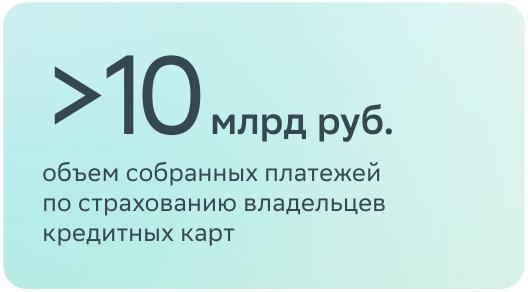 >10 млрд руб.
объем собранных платежей
по страхованию владельцев
кредитных карт